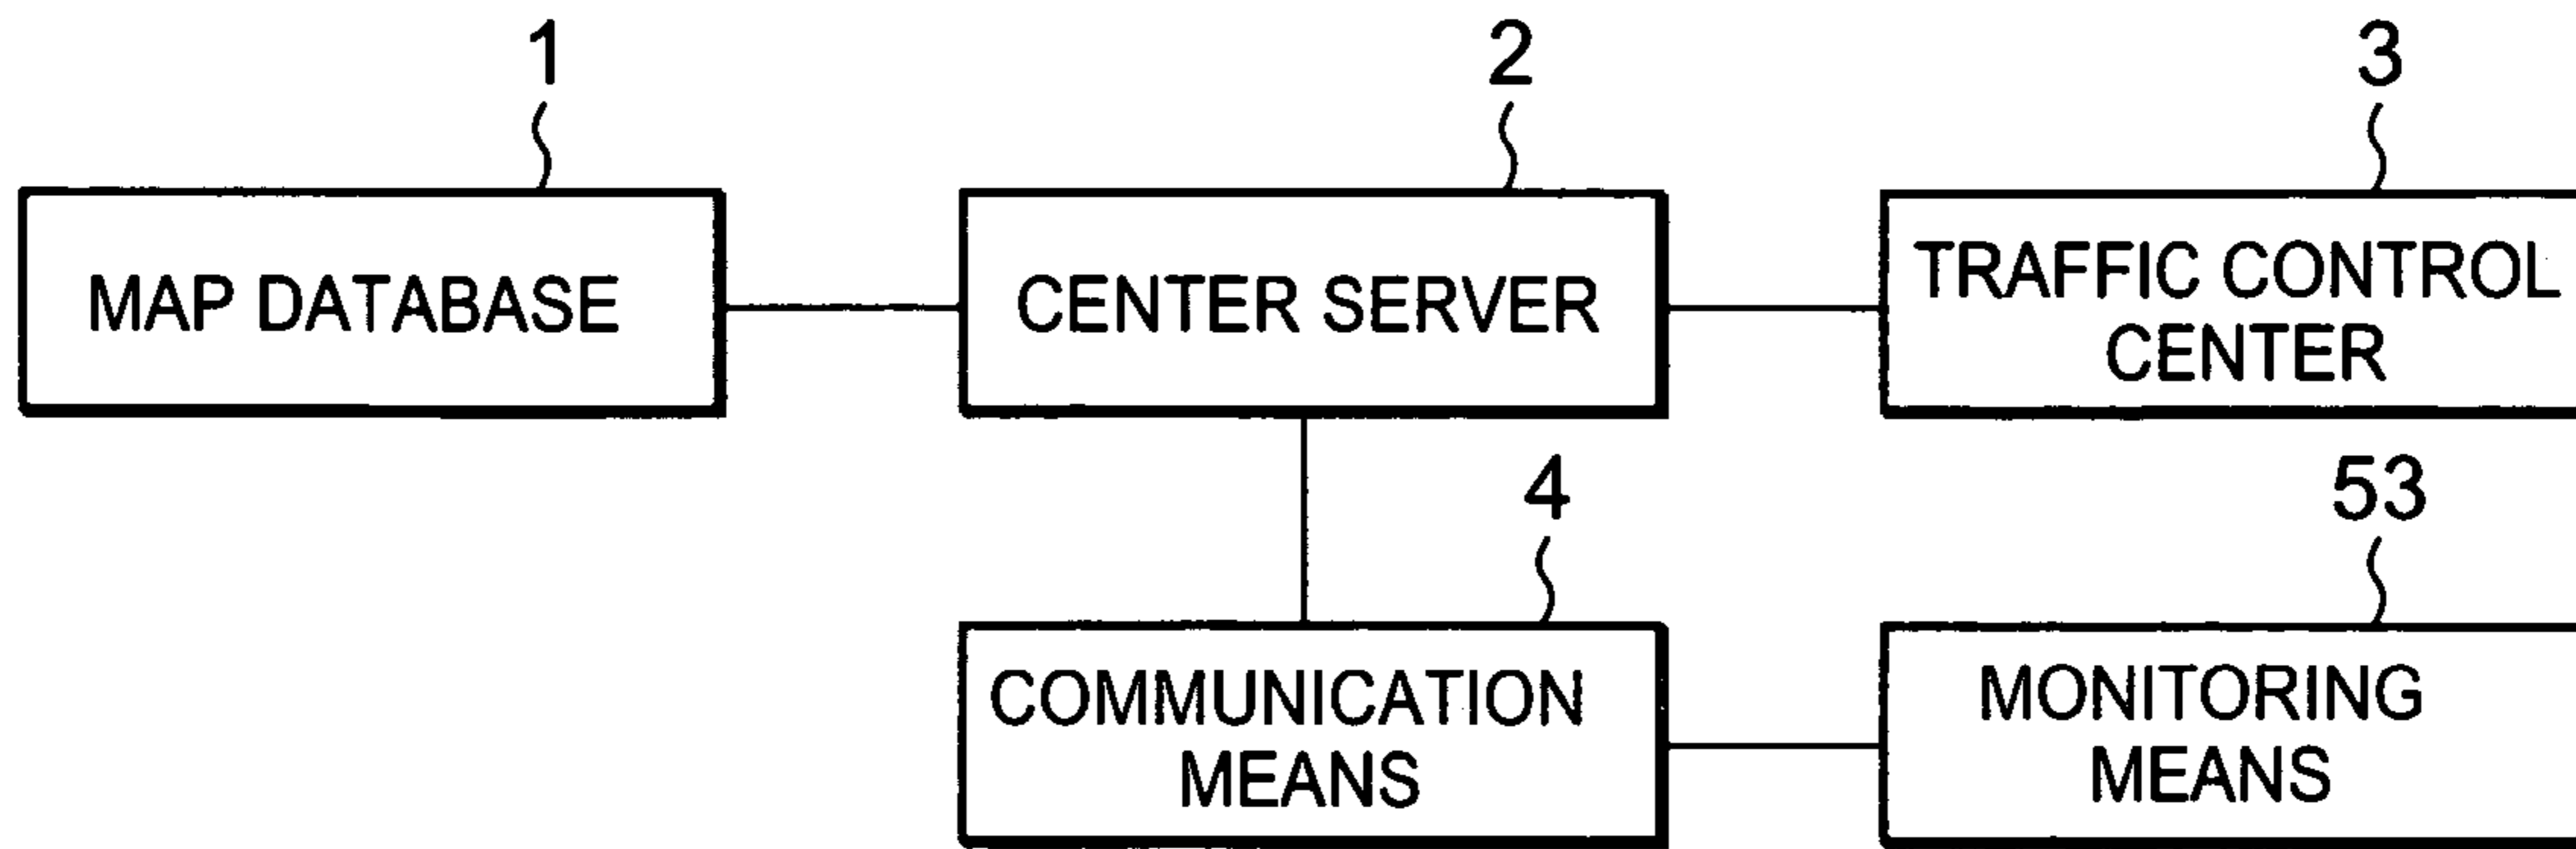 1
2
3
MAP DATABASE
CENTER SERVER
TRAFFIC CONTROL
CENTER
4
53
COMMUNICATION
MEANS
MONITORING
MEANS